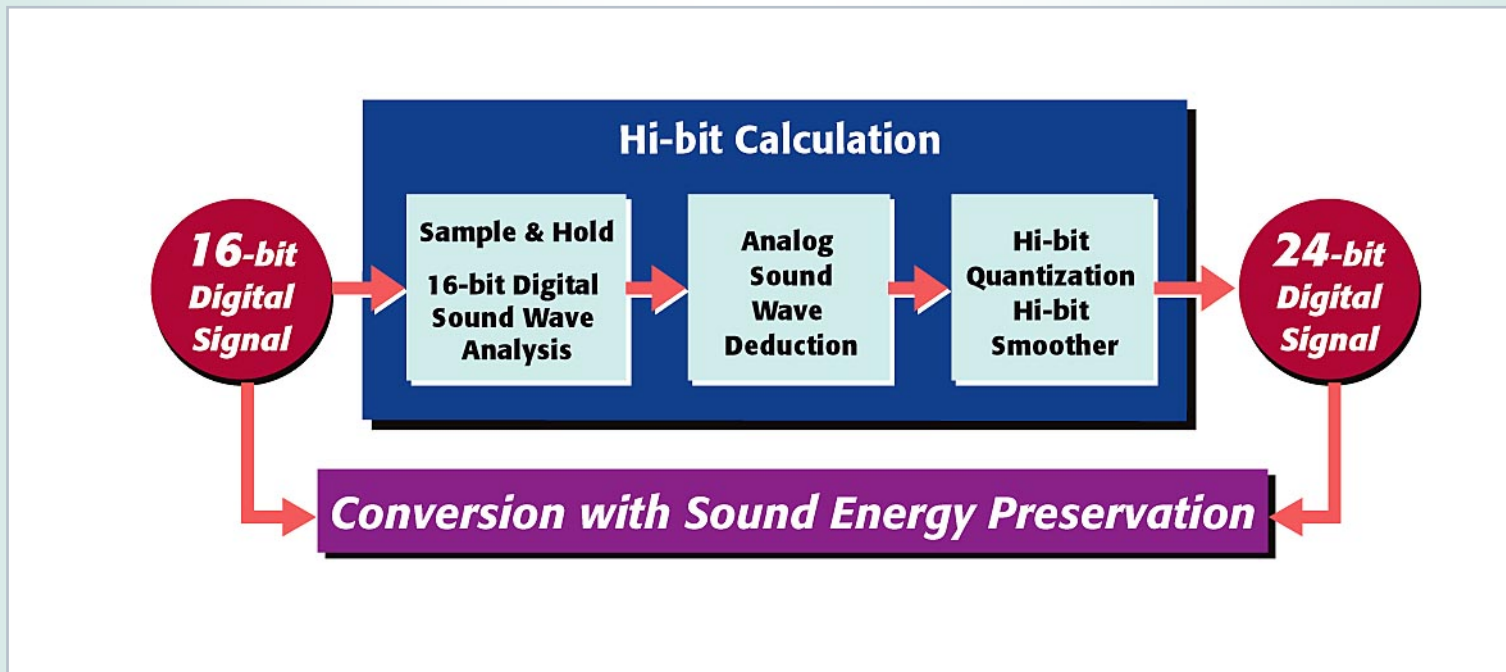 Hi-bit Calculation
16-bit
Digital
Signal
Sample & Hold
16-bit Digital
Sound Wave
Analysis
Analog
Sound
Wave
Deduction
Hi-bit
Quantization
Hi-bit
Smoother
24-bit
Digital
Signal
Conversion with Sound Energy Preservation